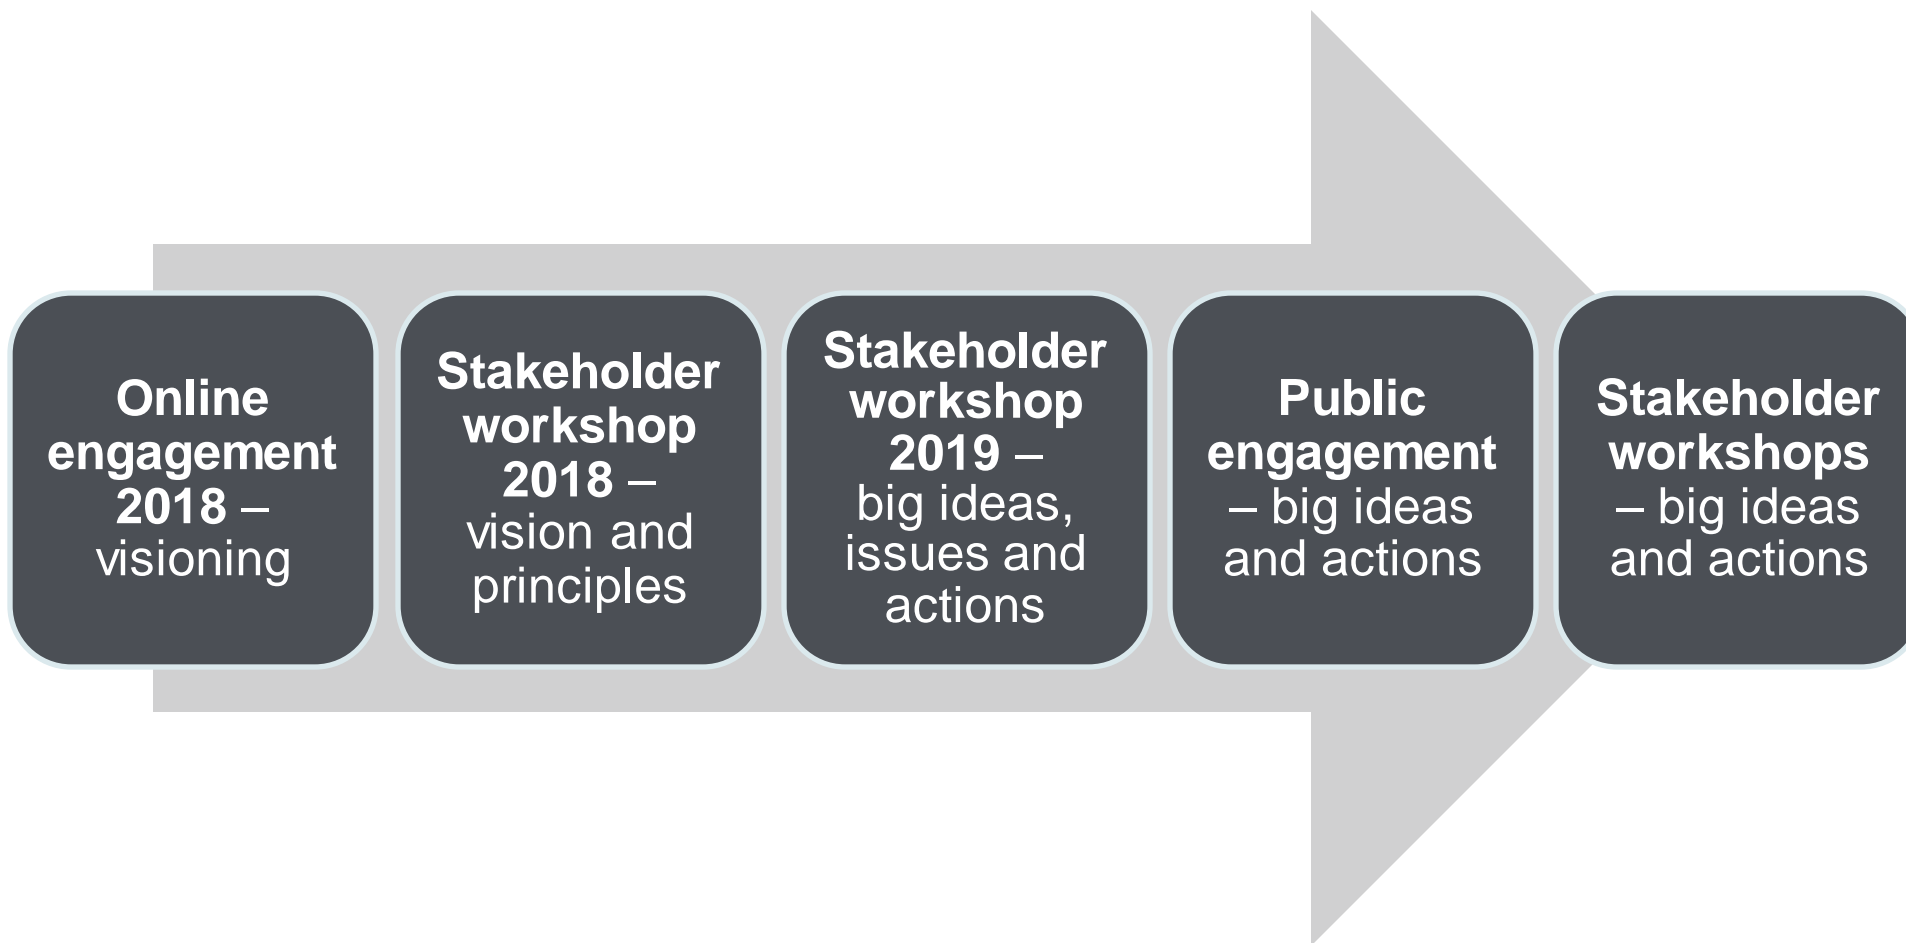 Online
engagement
2018 –
visioning
Stakeholder
workshop
2018 –
vision and
principles
Stakeholder
workshop
2019 –
big ideas,
issues and
actions
Public
engagement
– big ideas
and actions
Stakeholder
workshops
– big ideas
and actions